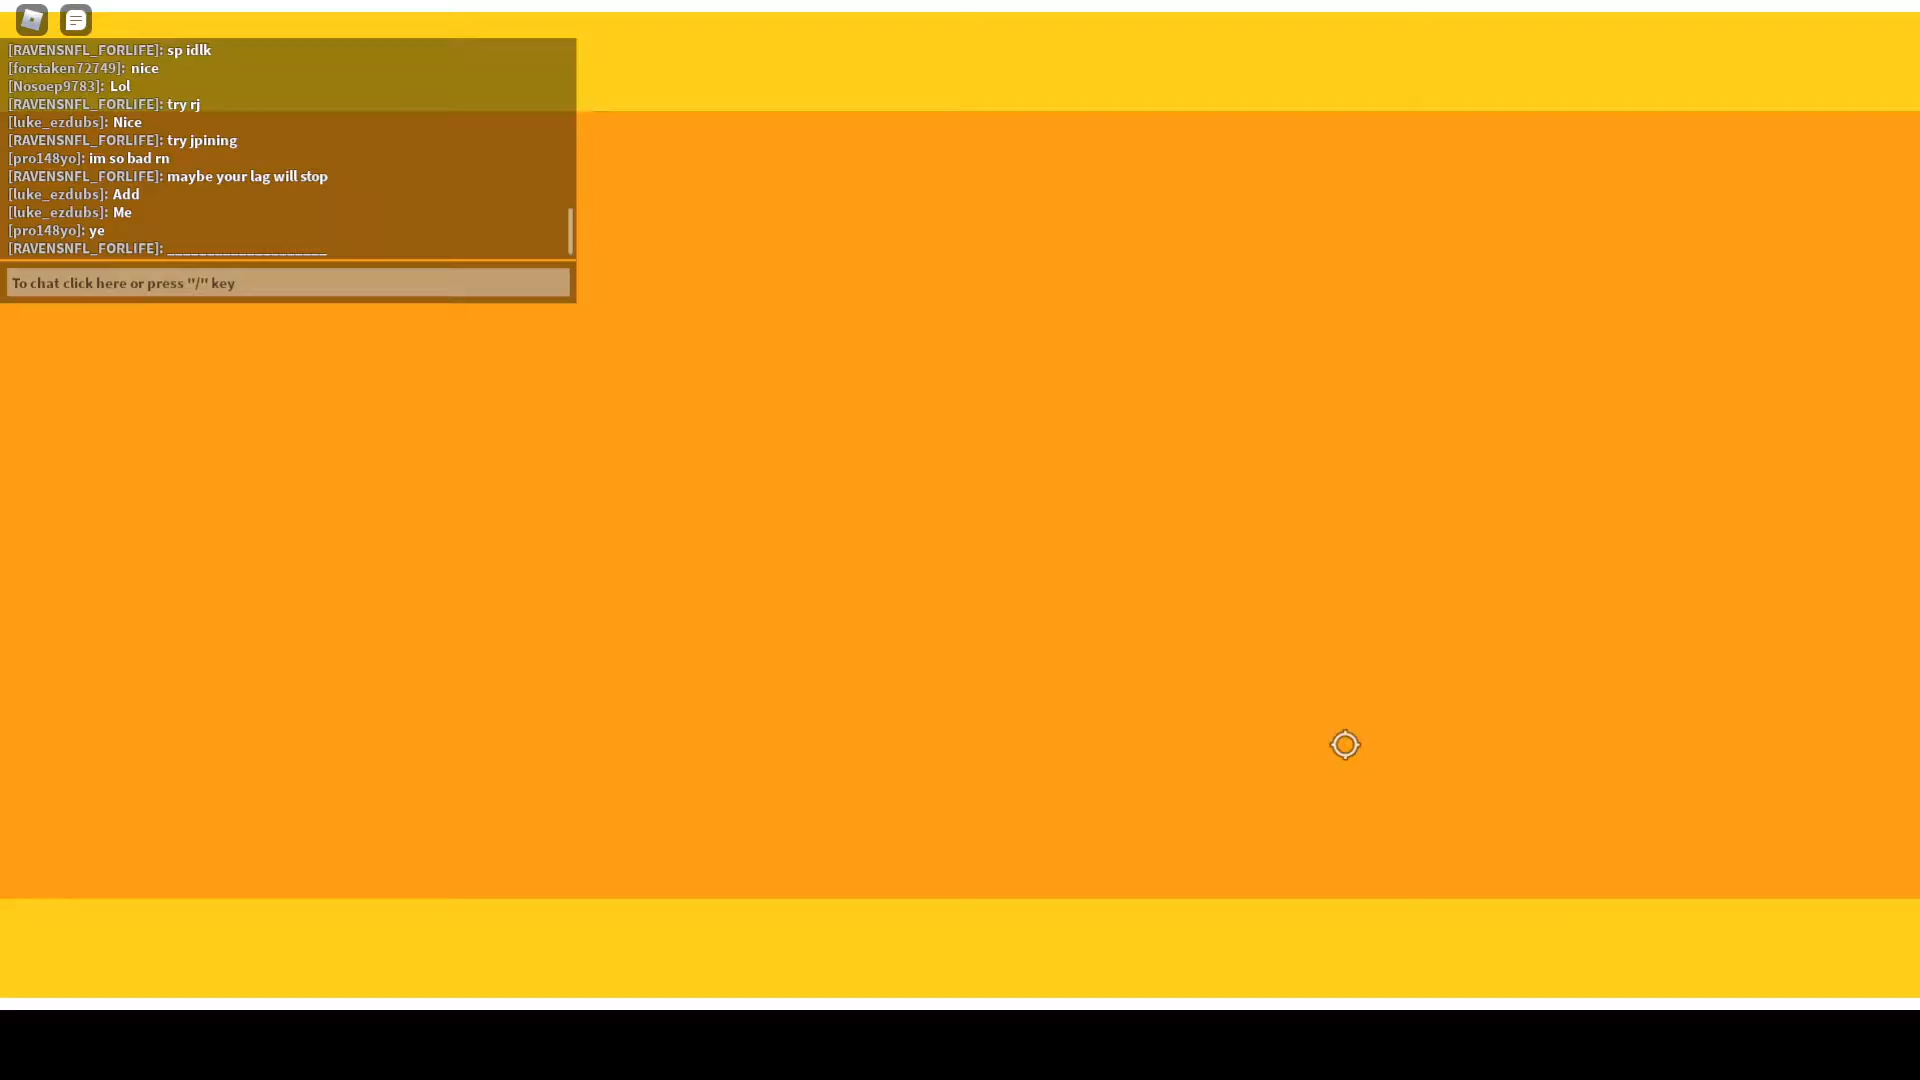 [RAVENSNFL_FORLIFE]: sp idlk
[forstaken72749]: nice
[Nosoep9783]: Lol
[RAVENSNFL_FORLIFE]: try rj
[luke_ezdubs]: Nice
[RAVENSNFL_FORLIFE]: try jpining
[pro148yo]: im so bad rn
[RAVENSNFL_FORLIFE]: maybe your lag will stop
[luke_ezdubs]: Add
[luke_ezdubs]: Me
[pro148yo]: ye
[RAVENSNFL_FORLIFE]: ____________________
To chat click here or press "/" key